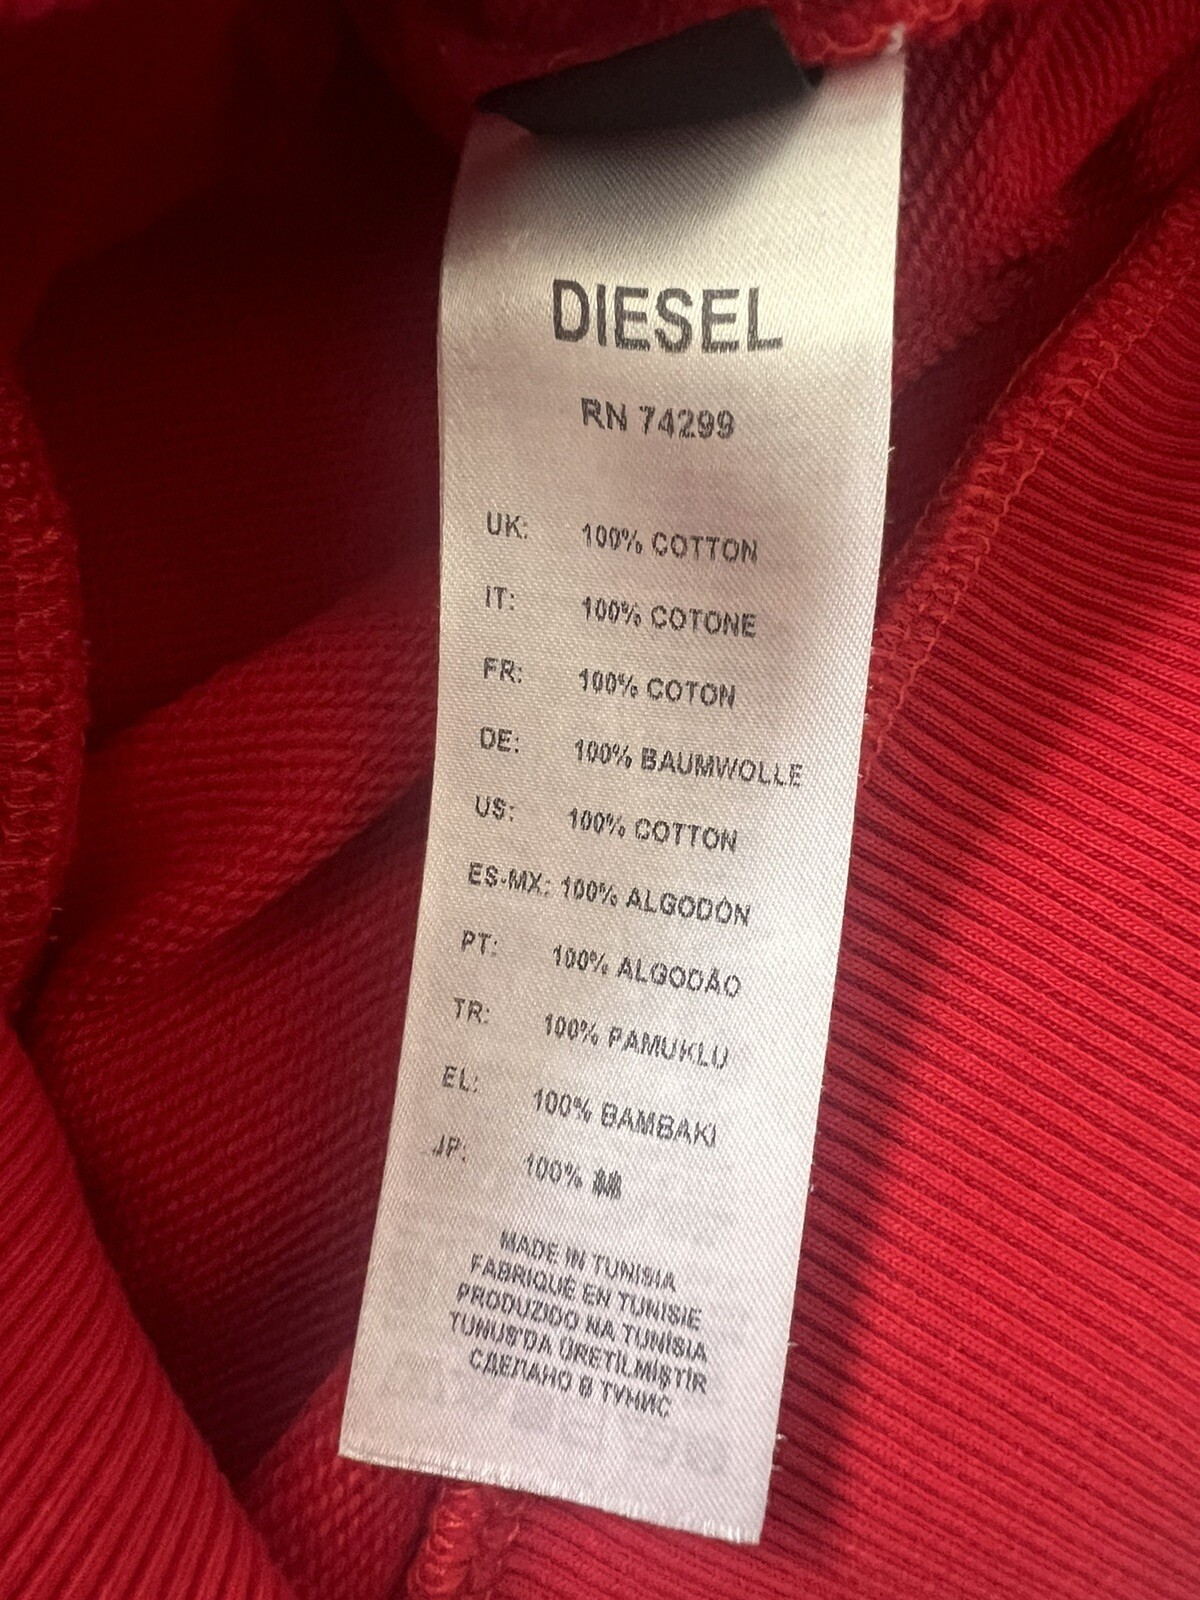 DIESEL
RN 74299
UK: 100% COTTON
IT: 100% COTONE
FR: 100% COTON
DE: 100% BAUMWOLLE
US: 100% COTTON
ES-MX: 100% ALGODÓN
PT: 100% ALGODÃO
TR: 100% PAMUKLU
EL: 100% BAMBAKI
JP: 100%
MADE IN TUNISIA
FABRIQUÉ EN TUNISIE
PRODUZIDO NA TUNÍSIA
TUNUS'DA ÜRETİLMİŞTİR
СДЕЛАНО В ТУНИС